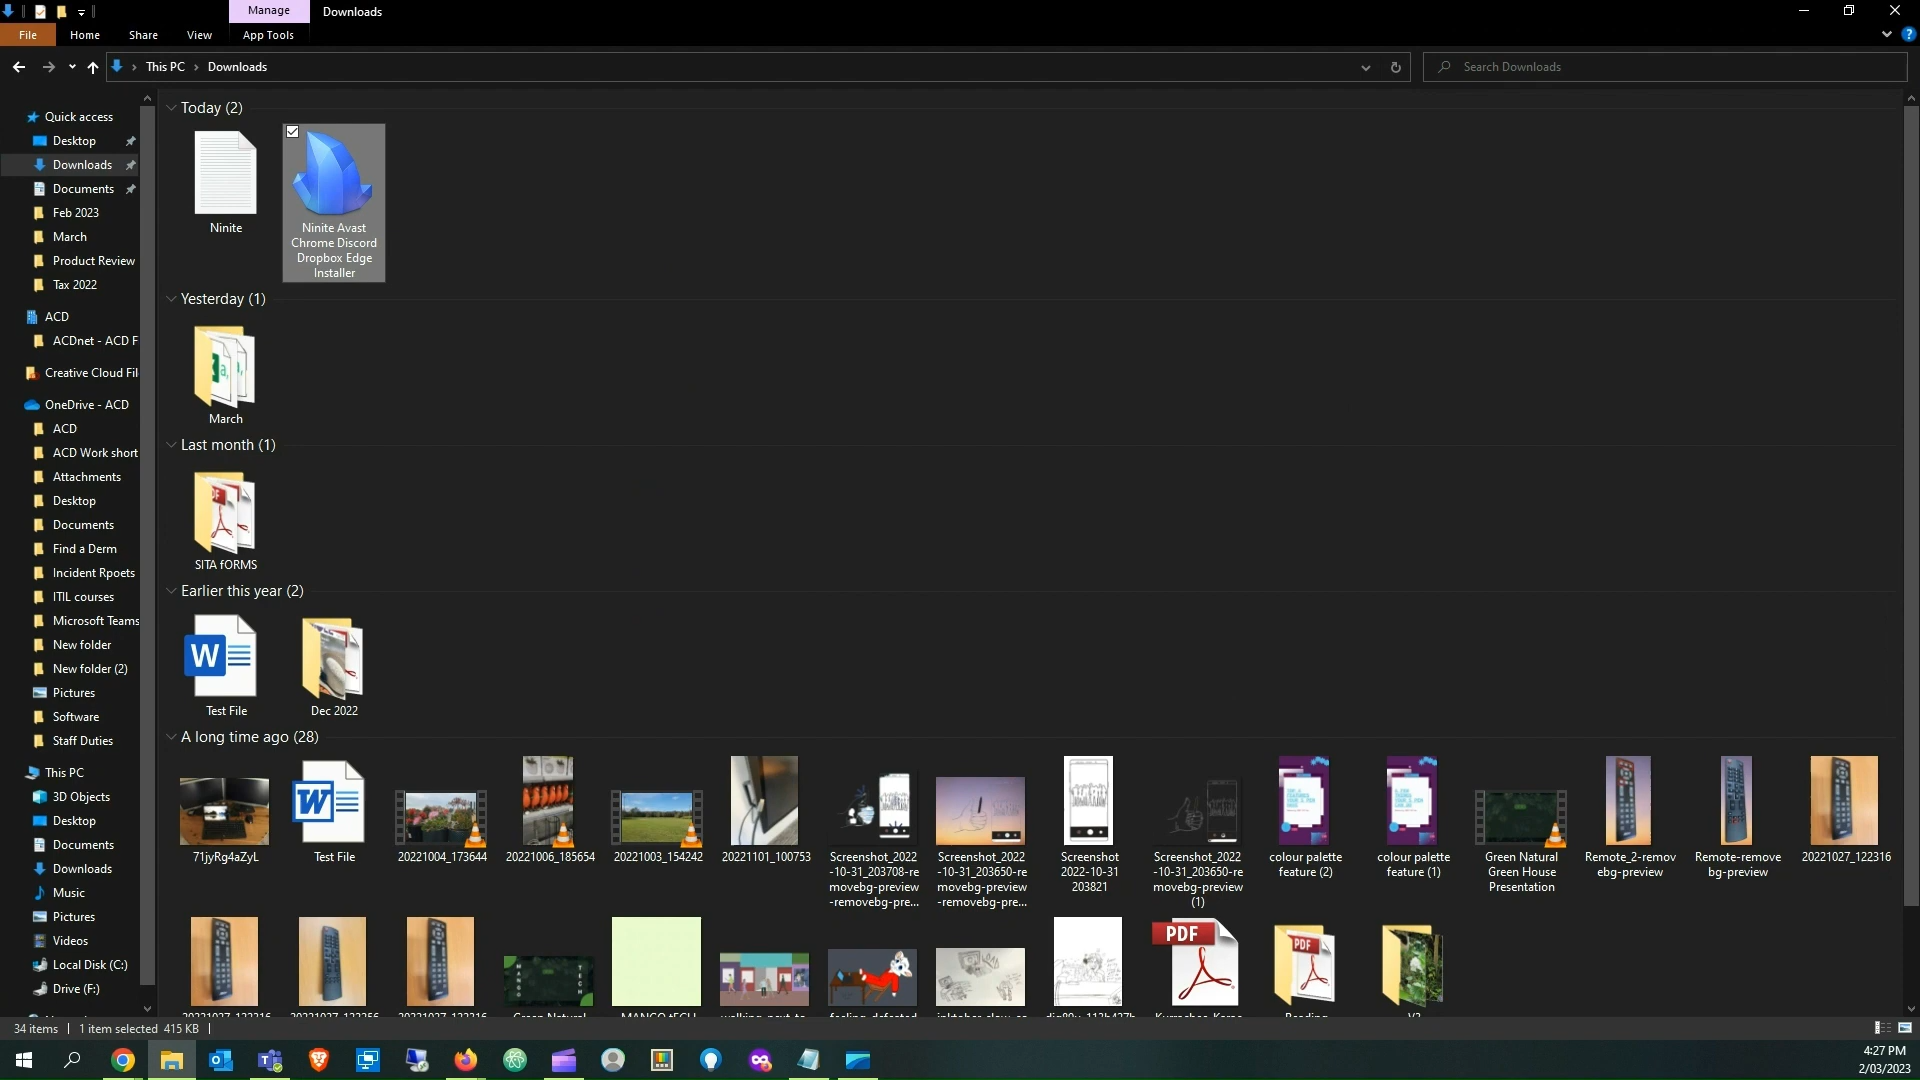 Manage
Downloads
File
Home
Share
View
App Tools
This PC
Downloads
Search Downloads
Quick access
Desktop
Downloads
Documents
Feb 2023
March
Product Review
Tax 2022
ACD
ACDnet - ACD F
Creative Cloud Fil
OneDrive - ACD
ACD
ACD Work short
Attachments
Desktop
Documents
Find a Derm
Incident Rpoets
ITIL courses
Microsoft Teams
New folder
New folder (2)
Pictures
Software
Staff Duties
This PC
3D Objects
Desktop
Documents
Downloads
Music
Pictures
Videos
Local Disk (C:)
Drive (F:)
Today (2)
Ninite
Ninite Avast
Chrome Discord
Dropbox Edge
Installer
Yesterday (1)
March
Last month (1)
SITA fORMS
Earlier this year (2)
Test File
Dec 2022
A long time ago (28)
71jyRg4aZyL
Test File
20221004_173644
20221006_185654
20221003_154242
20221101_100753
Screenshot_2022
-10-31_203708-re
movebg-preview
-removebg-pre...
Screenshot_2022
-10-31_203650-re
movebg-preview
-removebg-pre...
Screenshot
2022-10-31
203821
Screenshot_2022
-10-31_203650-re
movebg-preview
(1)
colour palette
feature (2)
colour palette
feature (1)
Green Natural
Green House
Presentation
Remote_2-remov
ebg-preview
Remote-remove
bg-preview
20221027_122316
PDF
PDF
34 items
1 item selected 415 KB
4:27 PM
2/03/2023